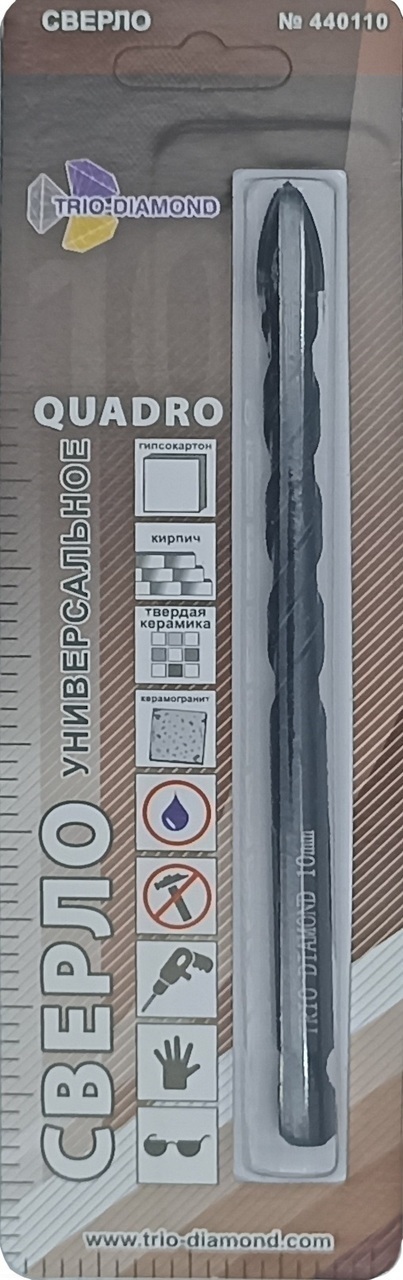 СВЕРЛО
№ 440110
TRIO-DIAMOND
10
QUADRO
СВЕРЛО
УНИВЕРСАЛЬНОЕ
гипсокартон
кирпич
твердая
керамика
керамогранит
TRIO DIAMOND 10mm
www.trio-diamond.com